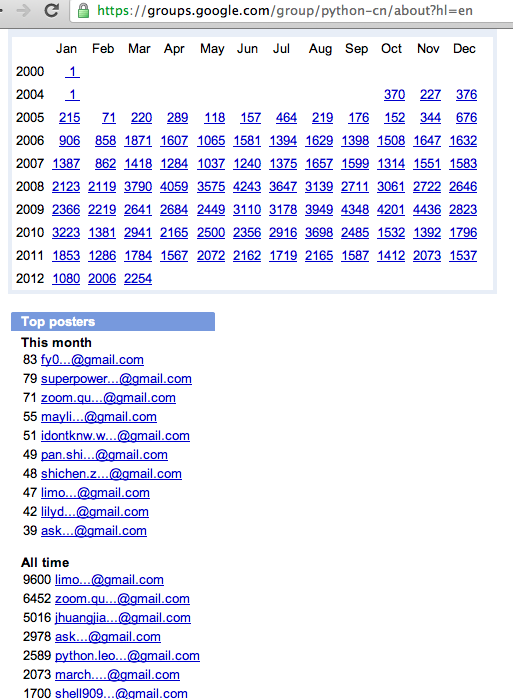 https://groups.google.com/group/python-cn/about?hl=en
Jan Feb Mar Apr May Jun Jul Aug Sep Oct Nov Dec
2000 1
2004 1 370 227 376
2005 215 71 220 289 118 157 464 219 176 152 344 676
2006 906 858 1871 1607 1065 1581 1394 1629 1398 1508 1647 1632
2007 1387 862 1418 1284 1037 1240 1375 1657 1599 1314 1551 1583
2008 2123 2119 3790 4059 3575 4243 3647 3139 2711 3061 2722 2646
2009 2366 2219 2641 2684 2449 3110 3178 3949 4348 4201 4436 2823
2010 3223 1381 2941 2165 2500 2356 2916 3698 2485 1532 1392 1796
2011 1853 1286 1784 1567 2072 2162 1719 2165 1587 1412 2073 1537
2012 1080 2006 2254
Top posters
This month
83 fy0...@gmail.com
79 superpower...@gmail.com
71 zoom.qu...@gmail.com
55 mayli...@gmail.com
51 idontknw.w...@gmail.com
49 pan.shi...@gmail.com
48 shichen.z...@gmail.com
47 limo...@gmail.com
42 lilyd...@gmail.com
39 ask...@gmail.com
All time
9600 limo...@gmail.com
6452 zoom.qu...@gmail.com
5016 jhuangjia...@gmail.com
2978 ask...@gmail.com
2589 python.leo...@gmail.com
2073 march....@gmail.com
1700 shell909...@gmail.com